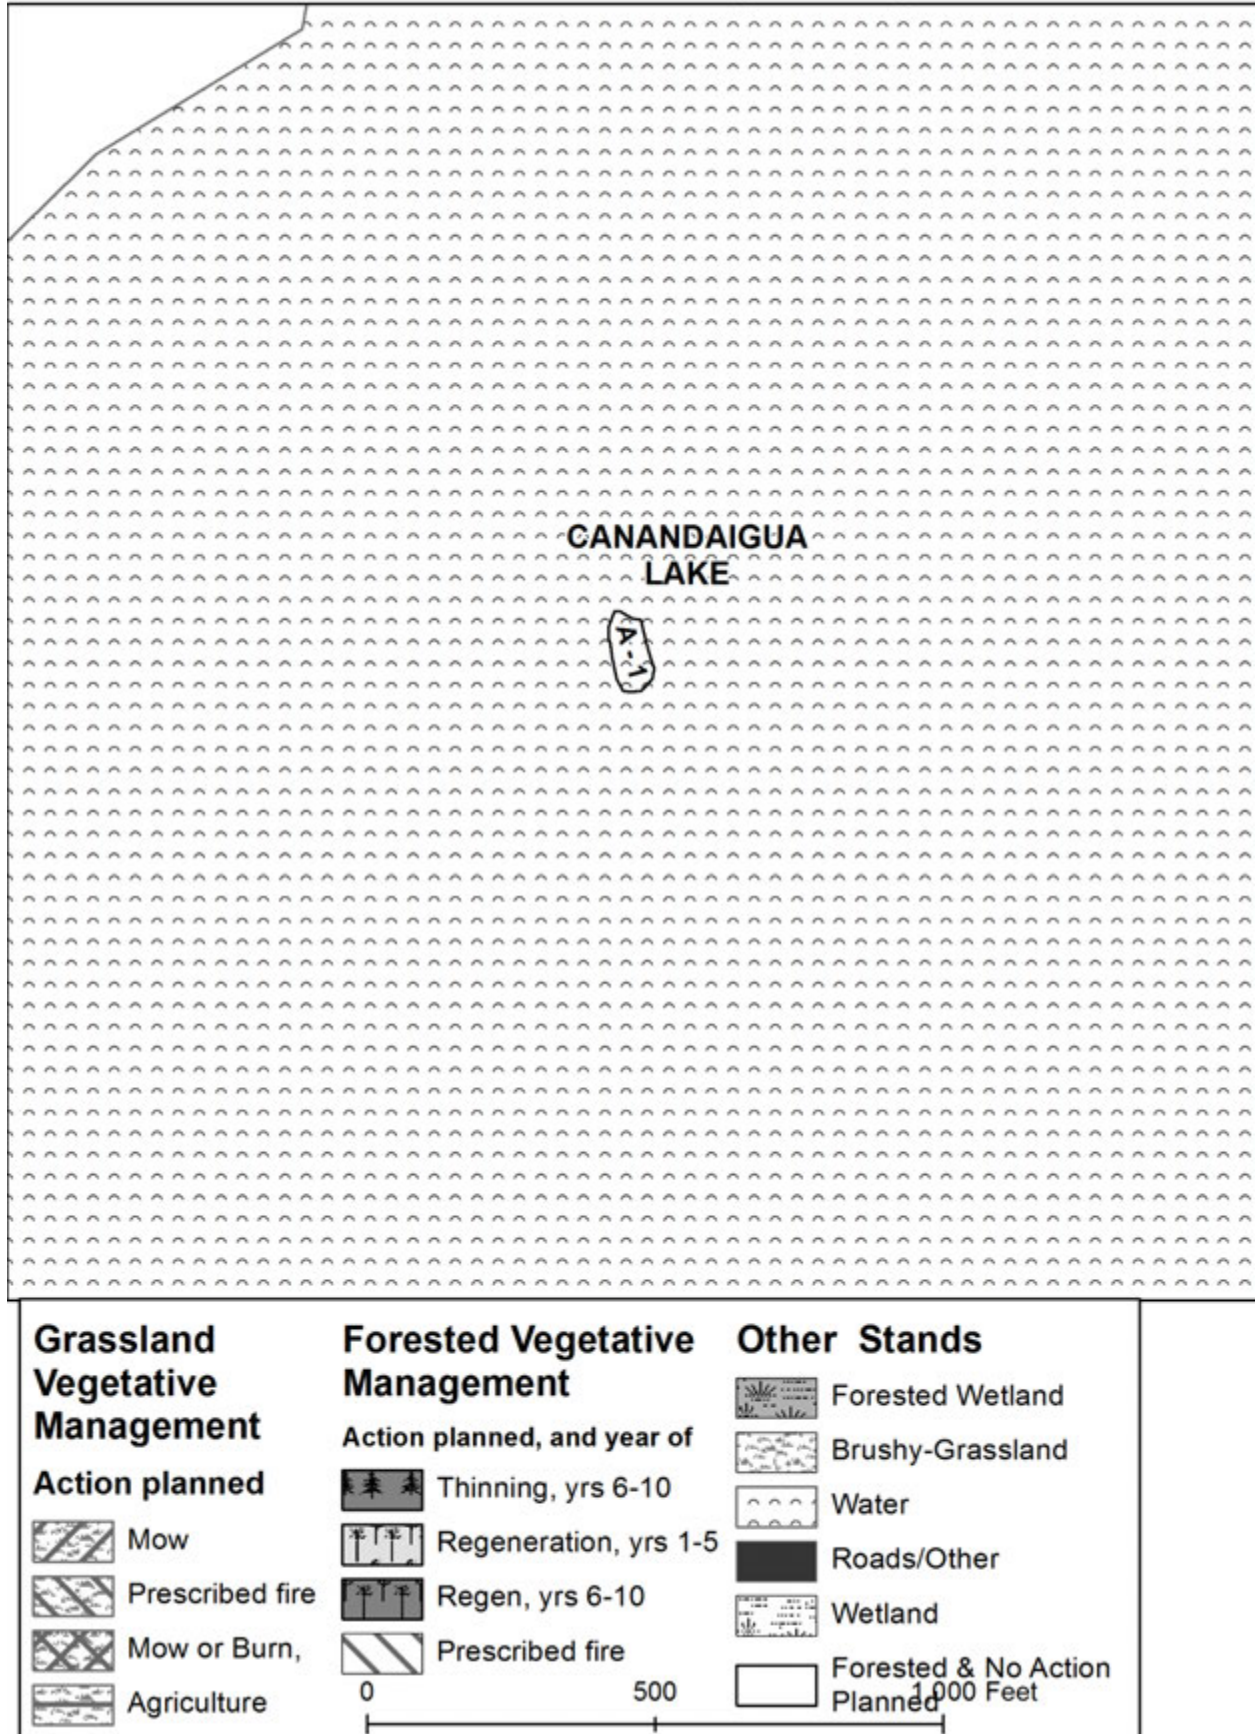 CANANDAIGUA
LAKE
A-1
Grassland
Vegetative
Management
Action planned
Mow
Prescribed fire
Mow or Burn,
Agriculture
Forested Vegetative
Management
Action planned, and year of
Thinning, yrs 6-10
Regeneration, yrs 1-5
Regen, yrs 6-10
Prescribed fire
Other Stands
Forested Wetland
Brushy-Grassland
Water
Roads/Other
Wetland
Forested & No Action
Planned
0 500 1,000 Feet